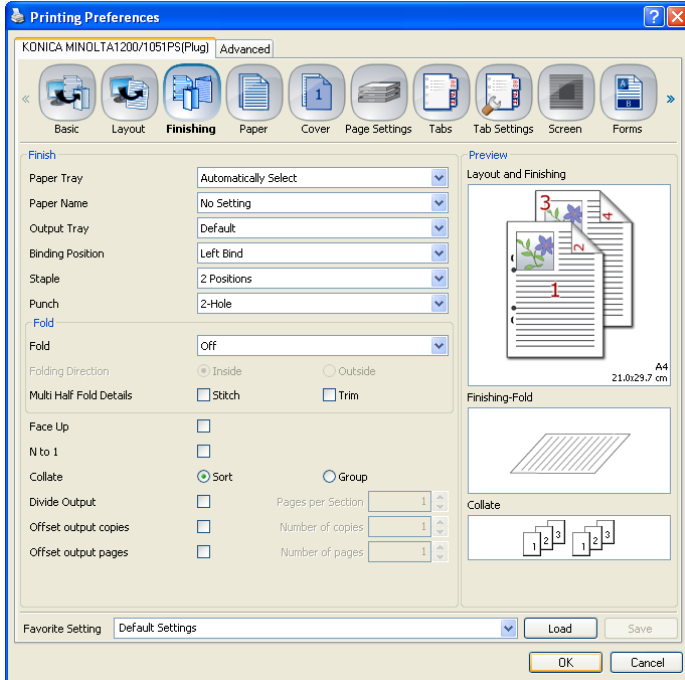 Printing Preferences
KONICA MINOLTA1200/1051PS(Plug) Advanced
« Basic Layout Finishing Paper Cover Page Settings Tabs Tab Settings Screen Forms »
1
A
B
Finish
Paper Tray Automatically Select
Paper Name No Setting
Output Tray Default
Binding Position Left Bind
Staple 2 Positions
Punch 2-Hole
Fold
Fold Off
Folding Direction Inside Outside
Multi Half Fold Details Stitch Trim
Face Up
N to 1
Collate Sort Group
Divide Output Pages per Section 1
Offset output copies Number of copies 1
Offset output pages Number of pages 1
Preview
Layout and Finishing
3 4
2
1
A4
21.0x29.7 cm
Finishing-Fold
Collate
1 2 3 1 2 3
Favorite Setting Default Settings Load Save
OK Cancel